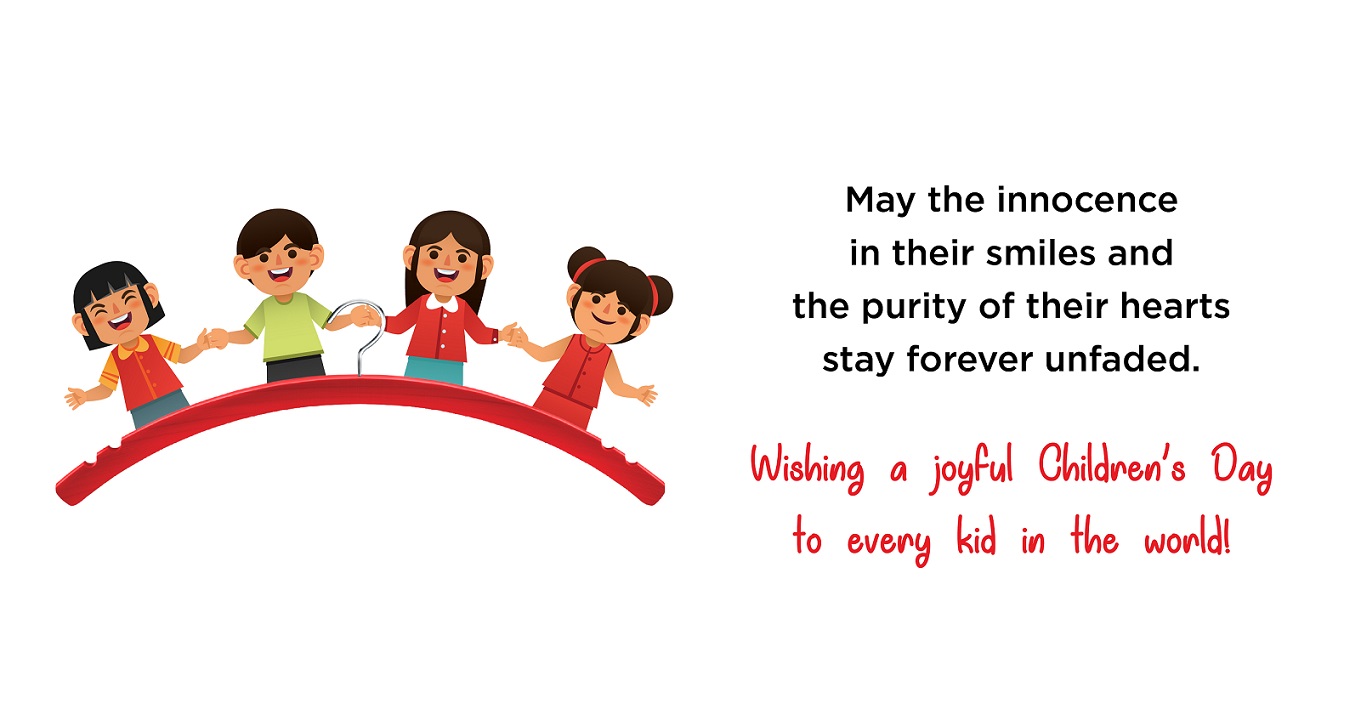 May the innocence
in their smiles and
the purity of their hearts
stay forever unfaded.
Wishing a joyful Children's Day
to every kid in the world!